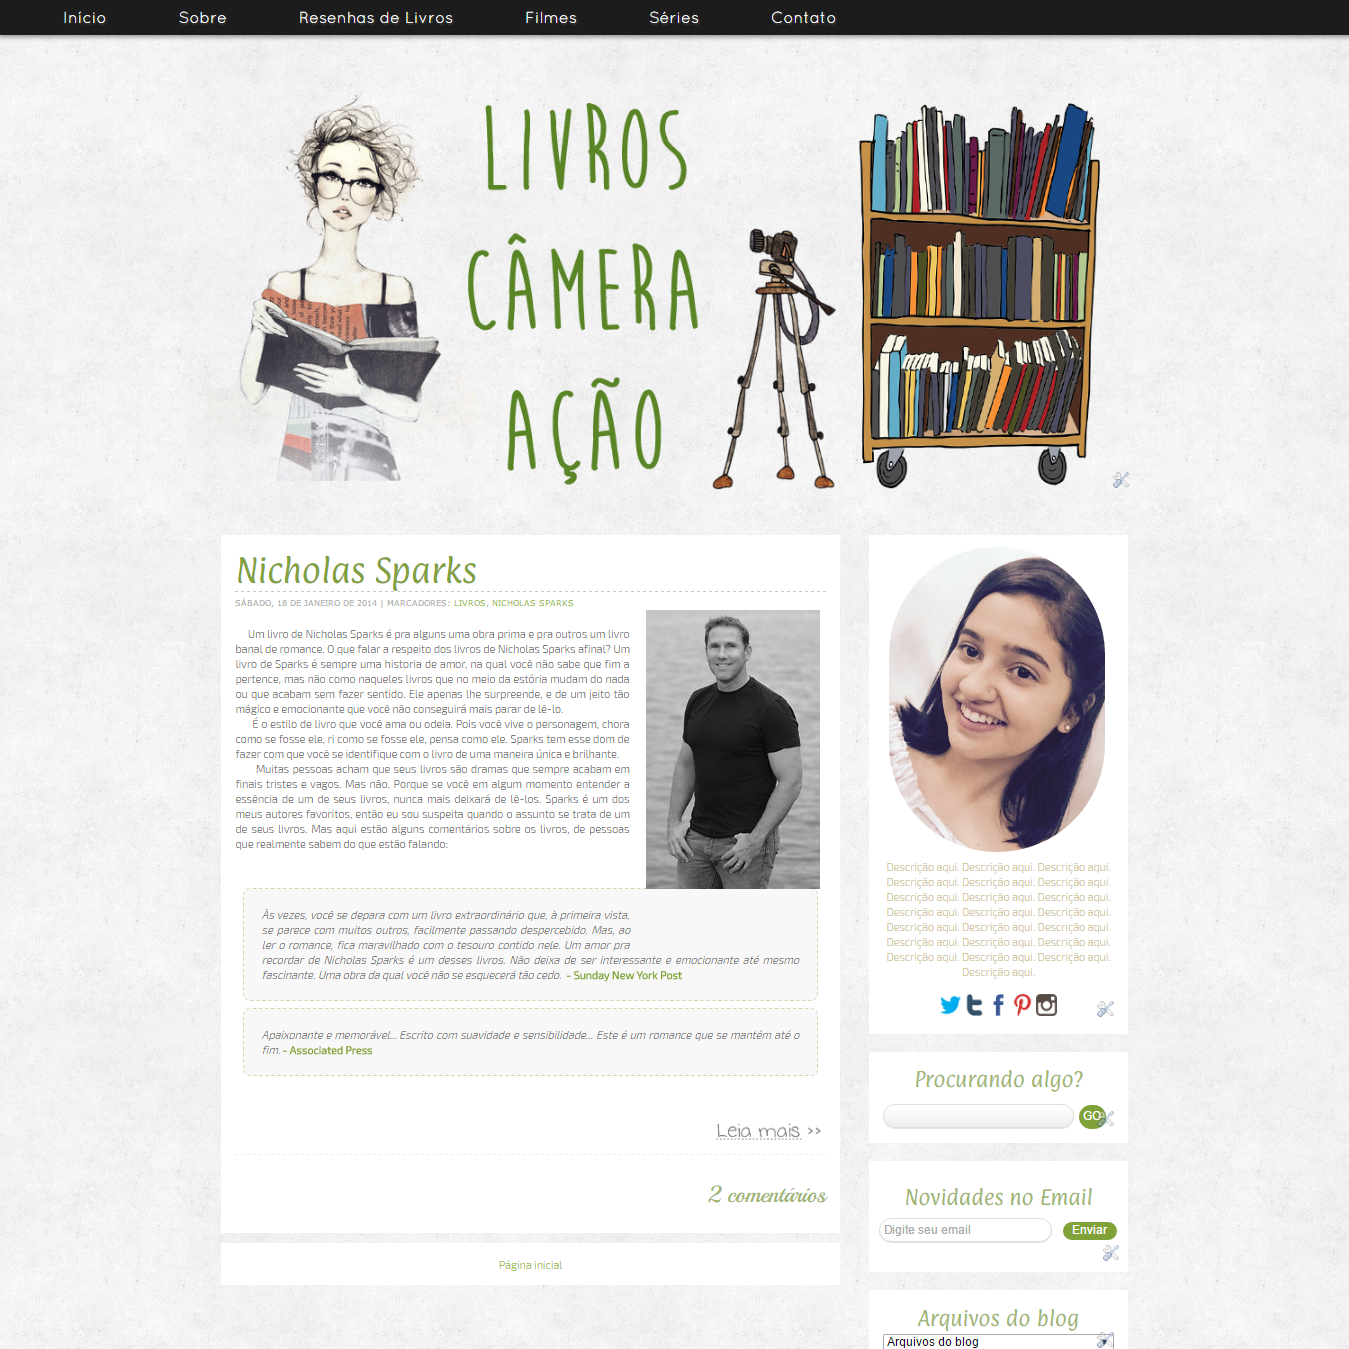 Início Sobre Resenhas de Livros Filmes Séries Contato
LIVROS
CÂMERA
AÇÃO
Nicholas Sparks
SÁBADO, 18 DE JANEIRO DE 2014 | MARCADORES: LIVROS, NICHOLAS SPARKS
Um livro de Nicholas Sparks é pra alguns uma obra prima e pra outros um livro
banal de romance. O que falar a respeito dos livros de Nicholas Sparks afinal? Um
livro de Sparks é sempre uma historia de amor, na qual você não sabe que fim a
pertence, mas não como naqueles livros que no meio da estória mudam do nada
ou que acabam sem fazer sentido. Ele apenas lhe surpreende, e de um jeito tão
mágico e emocionante que você não conseguirá mais parar de lê-lo.
É o estilo de livro que você ama ou odeia. Pois você vive o personagem, chora
como se fosse ele, ri como se fosse ele, pensa como ele. Sparks tem esse dom de
fazer com que você se identifique com o livro de uma maneira única e brilhante.
Muitas pessoas acham que seus livros são dramas que sempre acabam em
finais tristes e vagos. Mas não. Porque se você em algum momento entender a
essência de um de seus livros, nunca mais deixará de lê-los. Sparks é um dos
meus autores favoritos, então eu sou suspeita quando o assunto se trata de um
de seus livros. Mas aqui estão alguns comentários sobre os livros, de pessoas
que realmente sabem do que estão falando:
Às vezes, você se depara com um livro extraordinário que, à primeira vista,
se parece com muitos outros, facilmente passando despercebido. Mas, ao
ler o romance, fica maravilhado com o tesouro contido nele. Um amor pra
recordar de Nicholas Sparks é um desses livros. Não deixa de ser interessante e emocionante até mesmo
fascinante. Uma obra da qual você não se esquecerá tão cedo. - Sunday New York Post
Apaixonante e memorável... Escrito com suavidade e sensibilidade... Este é um romance que se mantém até o
fim. - Associated Press
Leia mais >>
2 comentários
Página inicial
Descrição aqui. Descrição aqui. Descrição aqui.
Descrição aqui. Descrição aqui. Descrição aqui.
Descrição aqui. Descrição aqui. Descrição aqui.
Descrição aqui. Descrição aqui. Descrição aqui.
Descrição aqui. Descrição aqui. Descrição aqui.
Descrição aqui. Descrição aqui. Descrição aqui.
Descrição aqui. Descrição aqui. Descrição aqui.
Descrição aqui.
Procurando algo?
GO
Novidades no Email
Digite seu email Enviar
Arquivos do blog
Arquivos do blog